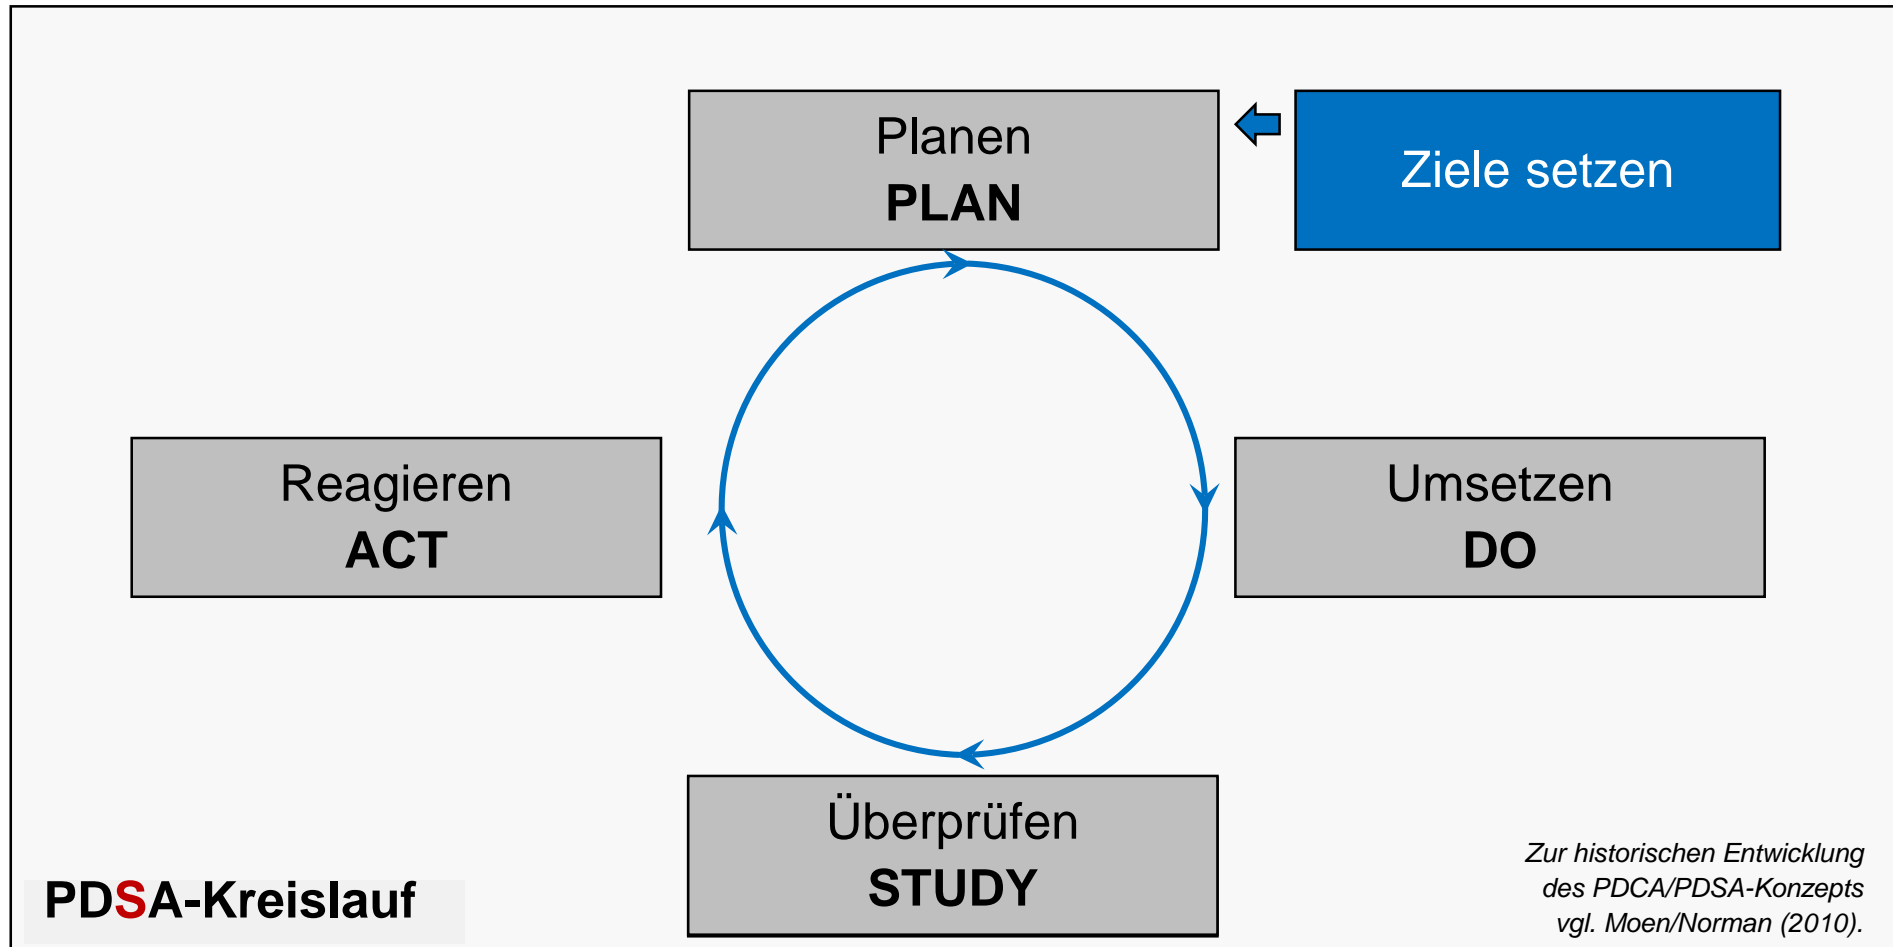 Planen
PLAN
Ziele setzen
Reagieren
ACT
Umsetzen
DO
Überprüfen
STUDY
PDSA-Kreislauf
Zur historischen Entwicklung
des PDCA/PDSA-Konzepts
vgl. Moen/Norman (2010).